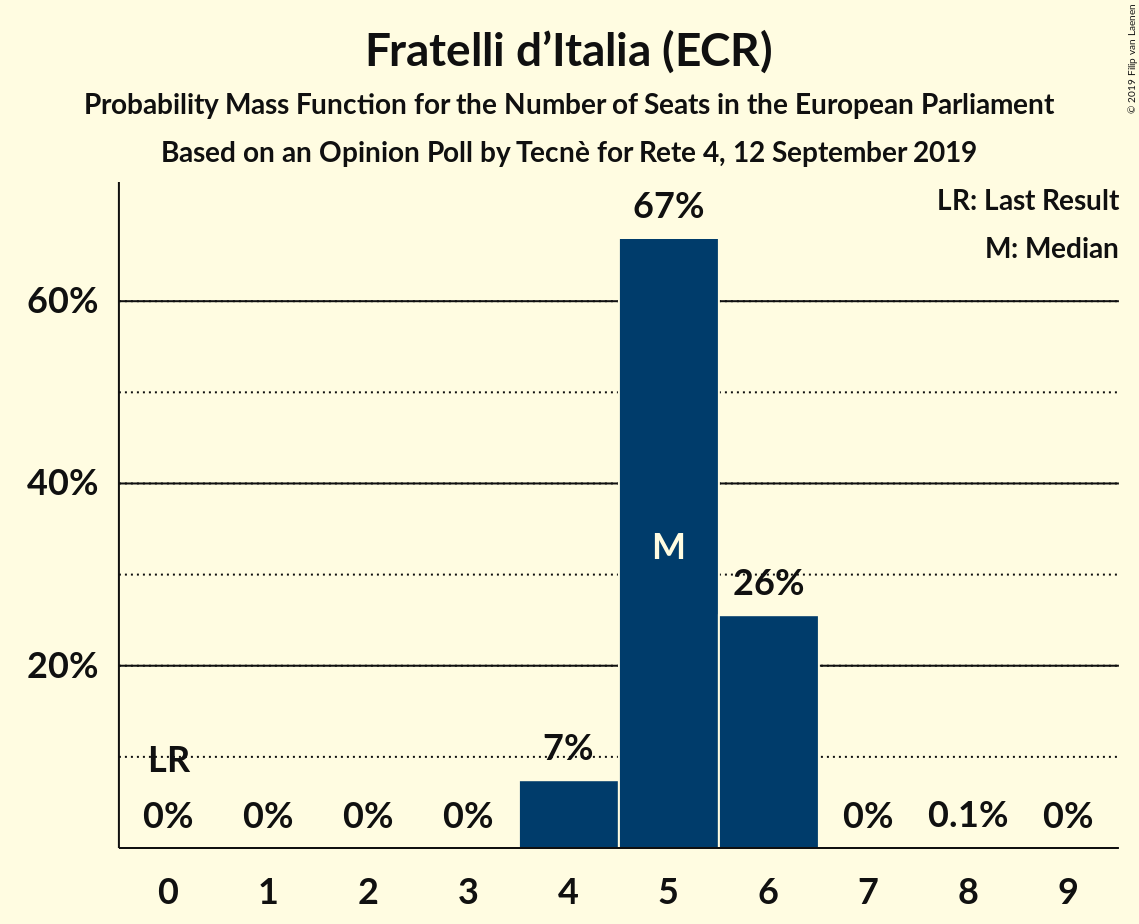 Fratelli d’Italia (ECR)
Probability Mass Function for the Number of Seats in the European Parliament
Based on an Opinion Poll by Tecnè for Rete 4, 12 September 2019
© 2019 Filip van Laenen
LR: Last Result
M: Median
67%
60%
40%
M
26%
20%
7%
LR
0% 0% 0% 0% 0% 0.1% 0%
0 1 2 3 4 5 6 7 8 9